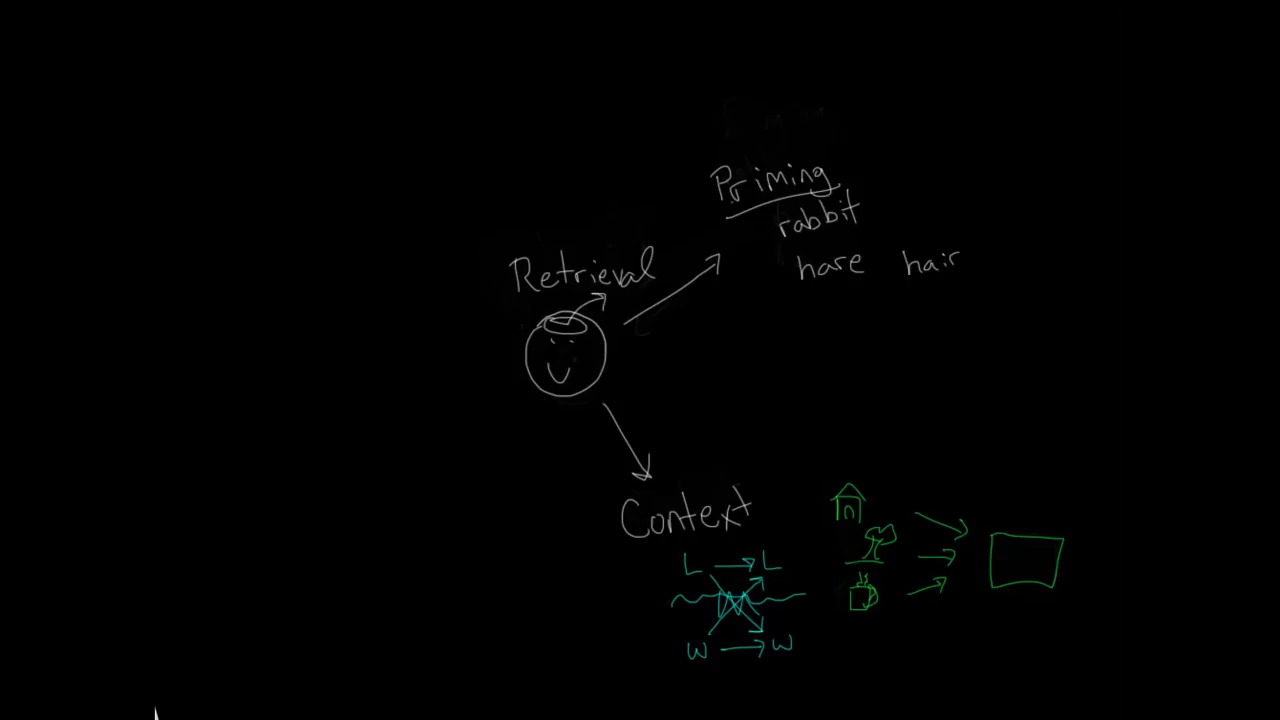 Priming
rabbit
hare hair
Retrieval
Context
L → L
W → W